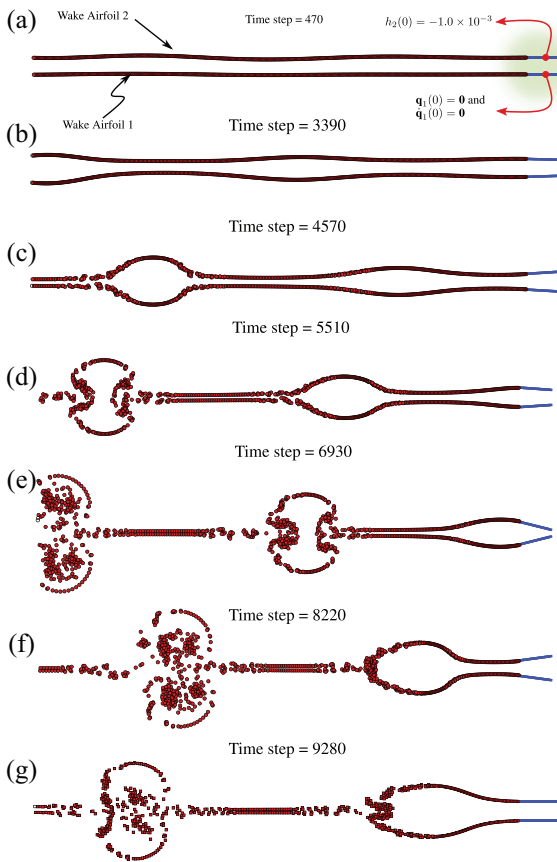 (a)
Wake Airfoil 2
Time step = 470
h₂(0) = −1.0 × 10⁻³
Wake Airfoil 1
q₁(0) = 0 and
q̇₁(0) = 0
(b)
Time step = 3390
(c)
Time step = 4570
(d)
Time step = 5510
(e)
Time step = 6930
(f)
Time step = 8220
(g)
Time step = 9280